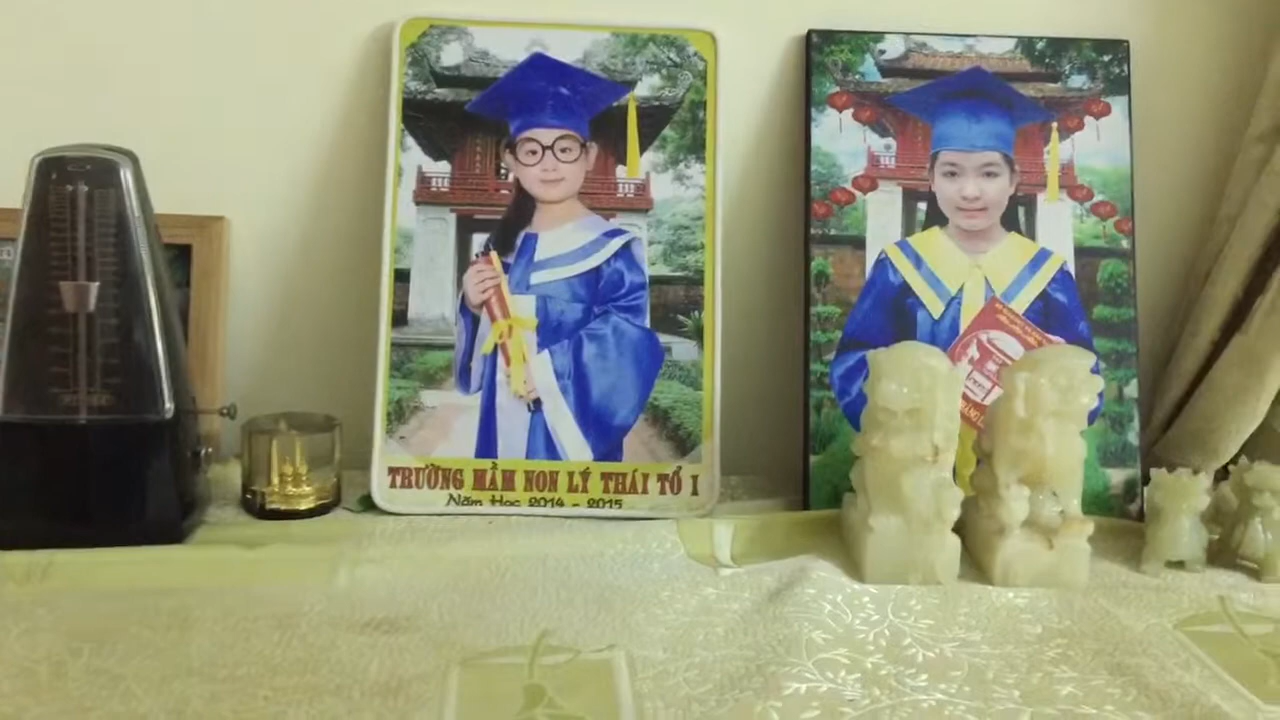 TRƯỜNG MẦM NON LÝ THÁI TỔ I
Năm Học 2014 - 2015